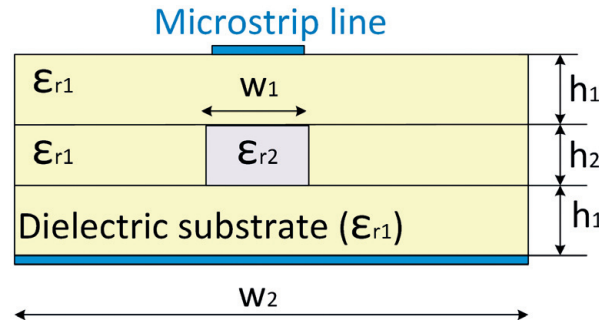 Microstrip line
εr1
w1
h1
εr1
εr2
h2
Dielectric substrate (εr1)
h1
w2